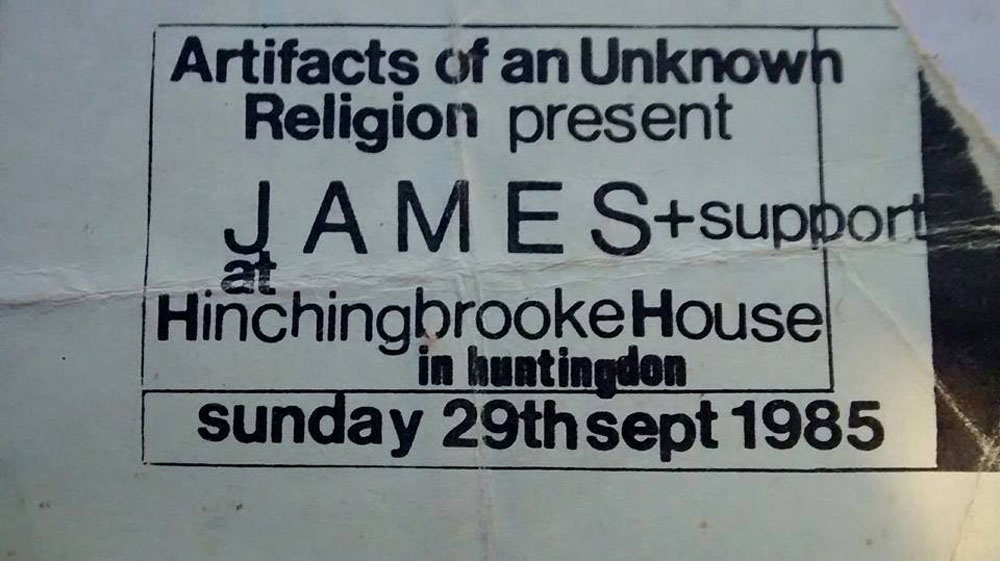 Artifacts of an Unknown
Religion present
JAMES+support
at
Hinchingbrooke House
in huntingdon
sunday 29th sept 1985